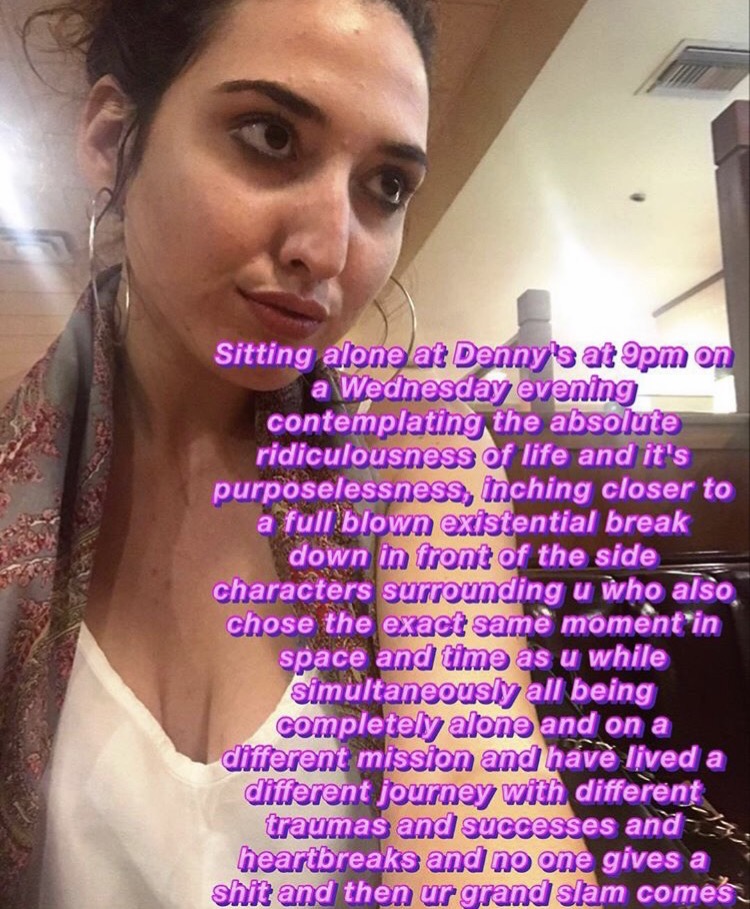 Sitting alone at Denny's at 9pm on
a Wednesday evening
contemplating the absolute
ridiculousness of life and it's
purposelessness, inching closer to
a full blown existential break
down in front of the side
characters surrounding u who also
chose the exact same moment in
space and time as u while
simultaneously all being
completely alone and on a
different mission and have lived a
different journey with different
traumas and successes and
heartbreaks and no one gives a
shit and then ur grand slam comes